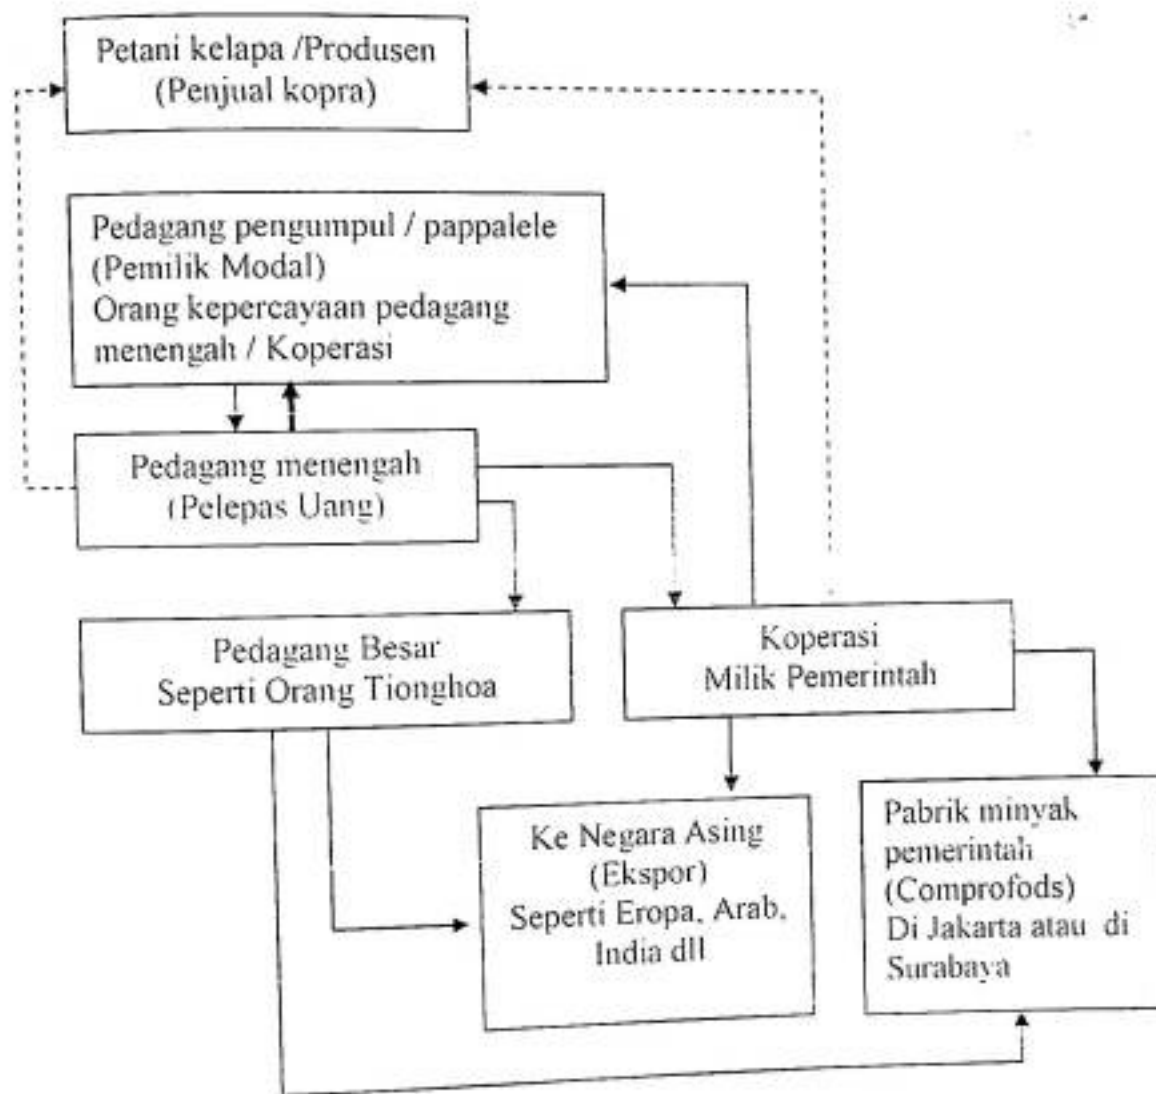 Petani kelapa /Produsen
(Penjual kopra)
Pedagang pengumpul / pappalele
(Pemilik Modal)
Orang kepercayaan pedagang
menengah / Koperasi
Pedagang menengah
(Pelepas Uang)
Pedagang Besar
Seperti Orang Tionghoa
Koperasi
Milik Pemerintah
Ke Negara Asing
(Ekspor)
Seperti Eropa, Arab,
India dll
Pabrik minyak
pemerintah
(Comprofods)
Di Jakarta atau di
Surabaya